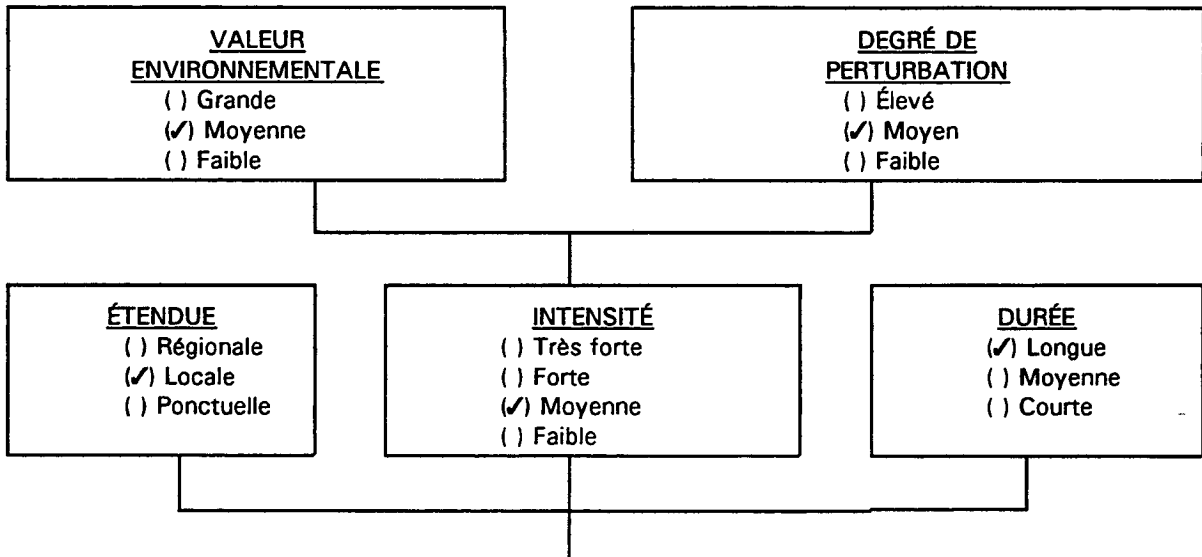 VALEUR
ENVIRONNEMENTALE
( ) Grande
(✓) Moyenne
( ) Faible
DEGRÉ DE
PERTURBATION
( ) Élevé
(✓) Moyen
( ) Faible
ÉTENDUE
( ) Régionale
(✓) Locale
( ) Ponctuelle
INTENSITÉ
( ) Très forte
( ) Forte
(✓) Moyenne
( ) Faible
DURÉE
(✓) Longue
( ) Moyenne
( ) Courte